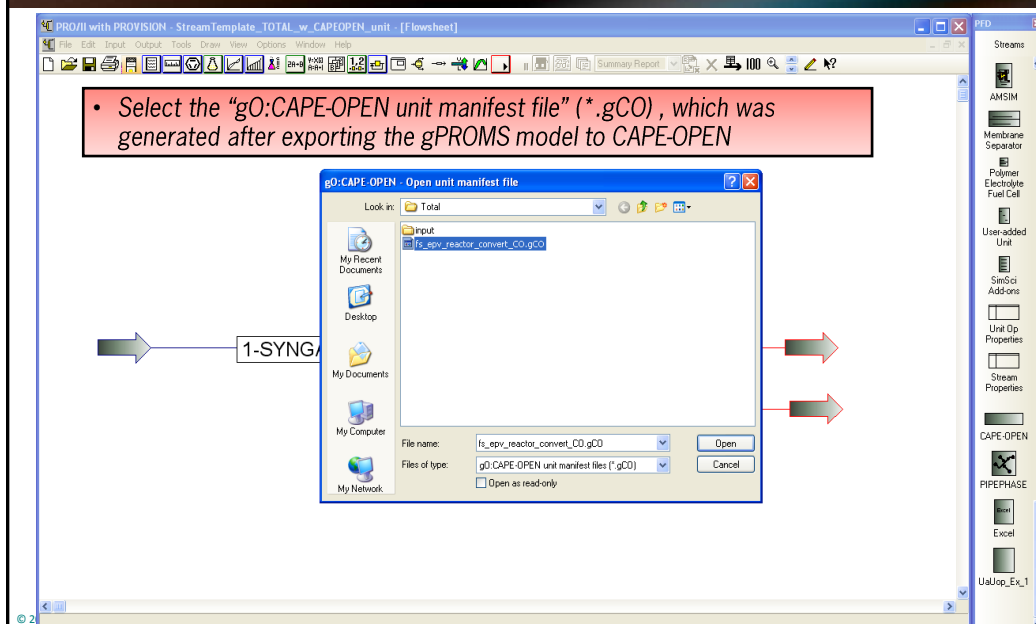 PRO/II with PROVISION - StreamTemplate_TOTAL_w_CAPEOPEN_unit - [Flowsheet]
File Edit Input Output Tools Draw View Options Window Help
Summary Report
100
• Select the “gO:CAPE-OPEN unit manifest file” (*.gCO) , which was
generated after exporting the gPROMS model to CAPE-OPEN
gO:CAPE-OPEN - Open unit manifest file
Look in: Total
input
fs_epv_reactor_convert_CO.gCO
My Recent
Documents
Desktop
My Documents
My Computer
My Network
File name: fs_epv_reactor_convert_CO.gCO Open
Files of type: gO:CAPE-OPEN unit manifest files (*.gCO) Cancel
Open as read-only
1-SYNGA
PFD
Streams
AMSIM
Membrane
Separator
Polymer
Electrolyte
Fuel Cell
User-added
Unit
SimSci
Add-ons
Unit Op
Properties
Stream
Properties
CAPE-OPEN
PIPEPHASE
Excel
Excel
UaUop_Ex_1
© 2